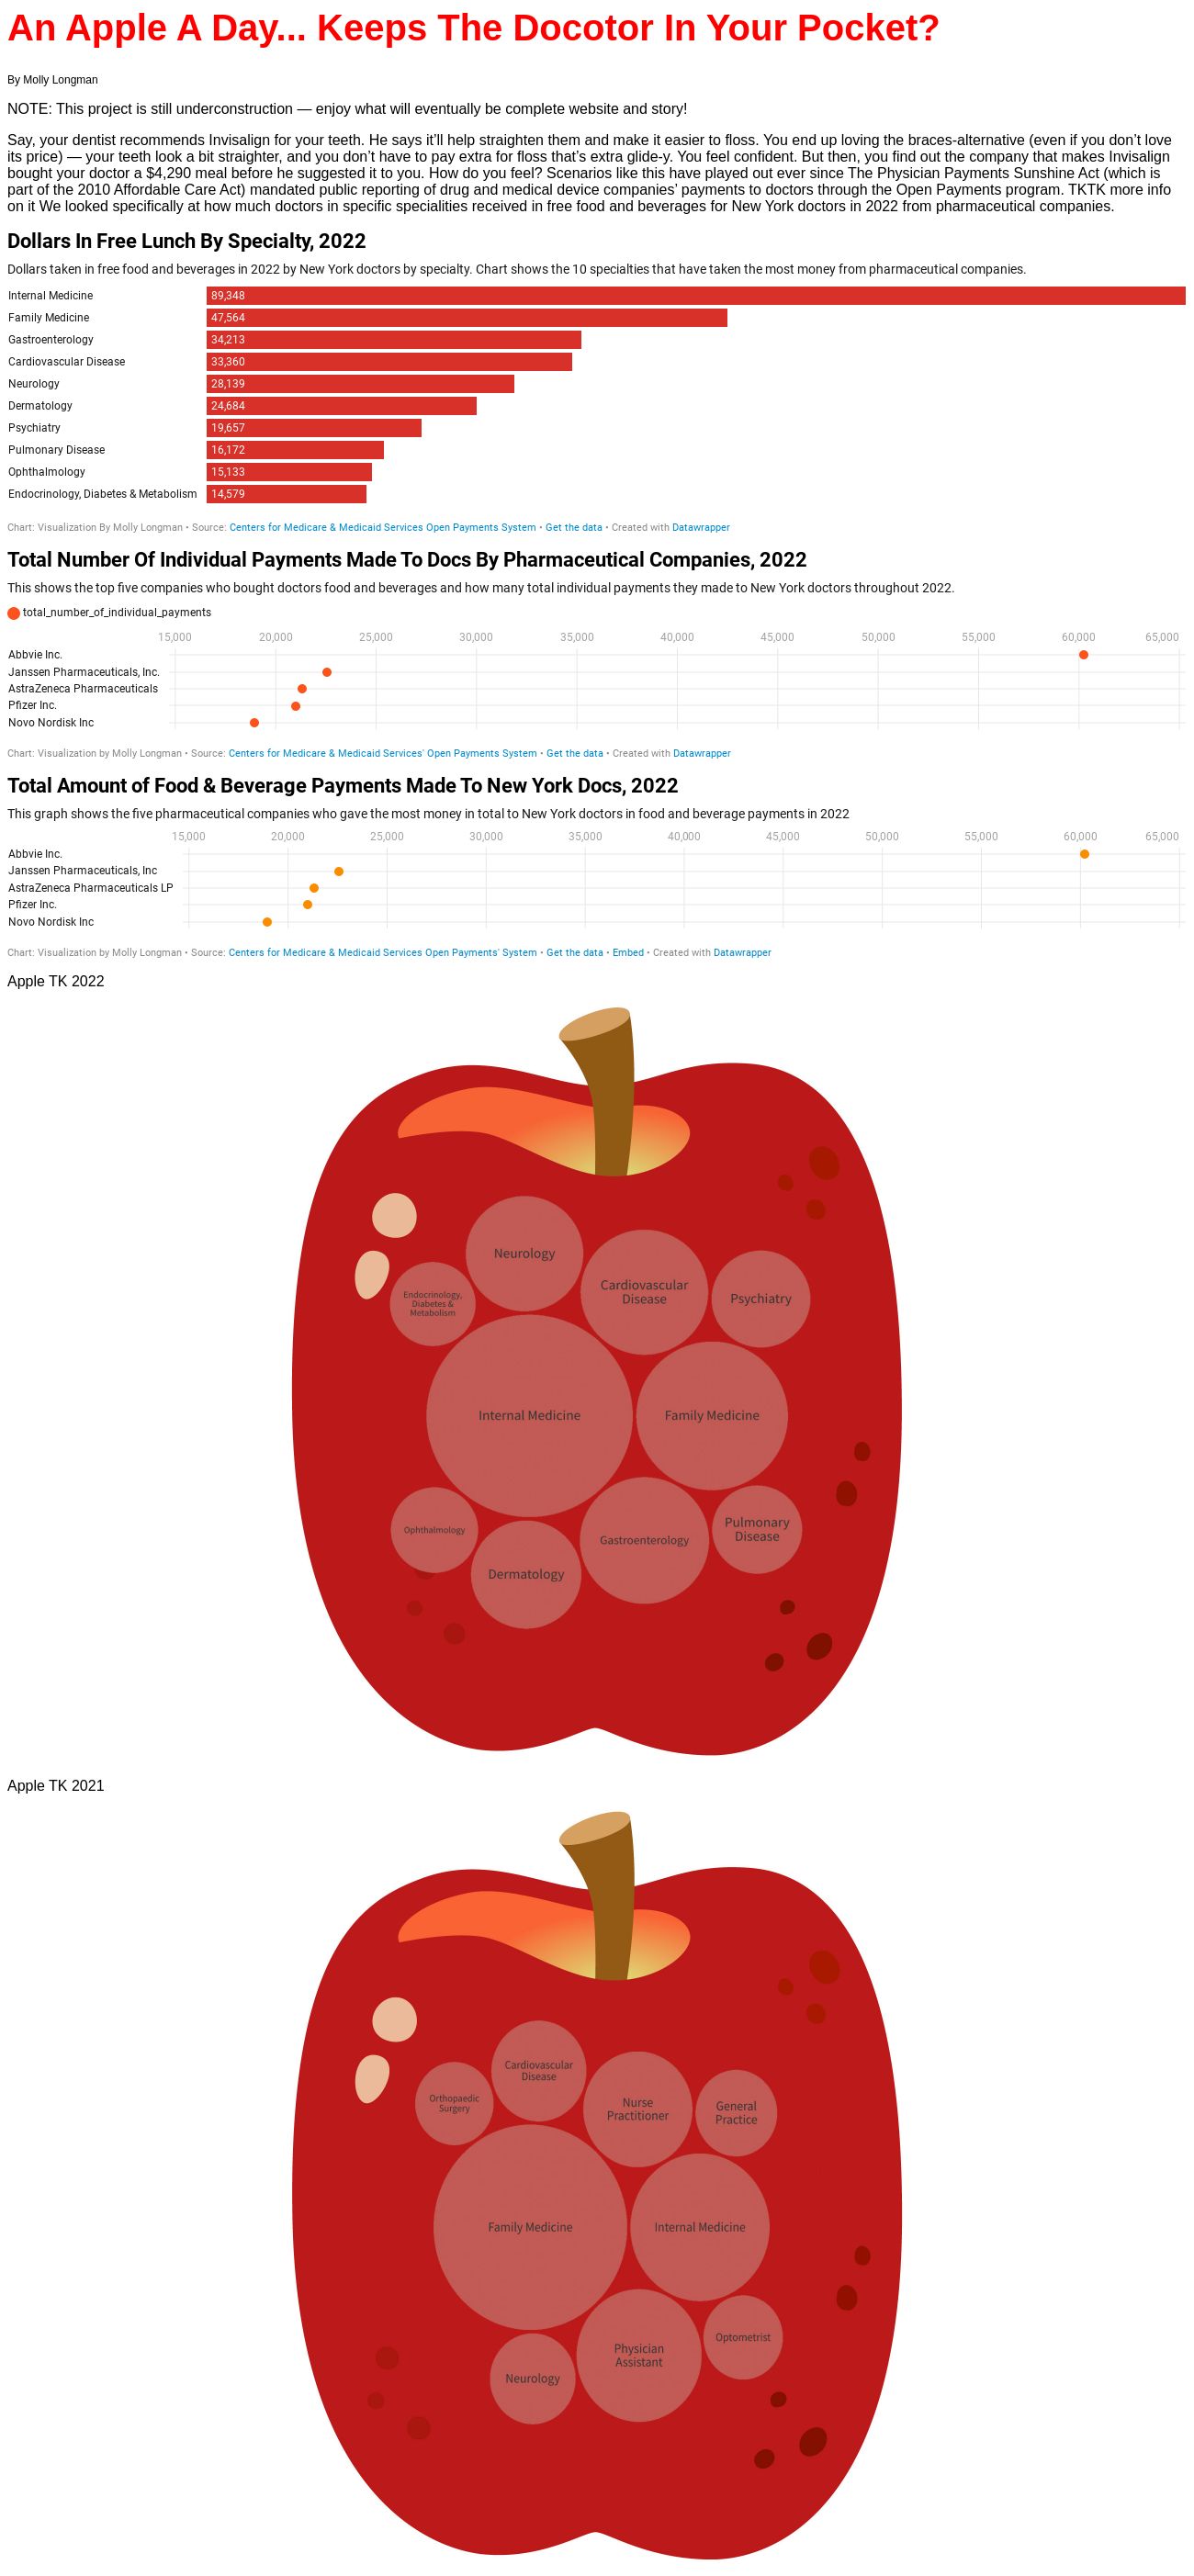 An Apple A Day... Keeps The Docotor In Your Pocket?
By Molly Longman
NOTE: This project is still underconstruction — enjoy what will eventually be complete website and story!
Say, your dentist recommends Invisalign for your teeth. He says it’ll help straighten them and make it easier to floss. You end up loving the braces-alternative (even if you don’t love
its price) — your teeth look a bit straighter, and you don’t have to pay extra for floss that’s extra glide-y. You feel confident. But then, you find out the company that makes Invisalign
bought your doctor a $4,290 meal before he suggested it to you. How do you feel? Scenarios like this have played out ever since The Physician Payments Sunshine Act (which is
part of the 2010 Affordable Care Act) mandated public reporting of drug and medical device companies’ payments to doctors through the Open Payments program. TKTK more info
on it We looked specifically at how much doctors in specific specialities received in free food and beverages for New York doctors in 2022 from pharmaceutical companies.
Dollars In Free Lunch By Specialty, 2022
Dollars taken in free food and beverages in 2022 by New York doctors by specialty. Chart shows the 10 specialties that have taken the most money from pharmaceutical companies.
Internal Medicine 89,348
Family Medicine 47,564
Gastroenterology 34,213
Cardiovascular Disease 33,360
Neurology 28,139
Dermatology 24,684
Psychiatry 19,657
Pulmonary Disease 16,172
Ophthalmology 15,133
Endocrinology, Diabetes & Metabolism 14,579
Chart: Visualization By Molly Longman • Source: Centers for Medicare & Medicaid Services Open Payments System • Get the data • Created with Datawrapper
Total Number Of Individual Payments Made To Docs By Pharmaceutical Companies, 2022
This shows the top five companies who bought doctors food and beverages and how many total individual payments they made to New York doctors throughout 2022.
total_number_of_individual_payments
15,000 20,000 25,000 30,000 35,000 40,000 45,000 50,000 55,000 60,000 65,000
Abbvie Inc.
Janssen Pharmaceuticals, Inc.
AstraZeneca Pharmaceuticals
Pfizer Inc.
Novo Nordisk Inc
Chart: Visualization by Molly Longman • Source: Centers for Medicare & Medicaid Services' Open Payments System • Get the data • Created with Datawrapper
Total Amount of Food & Beverage Payments Made To New York Docs, 2022
This graph shows the five pharmaceutical companies who gave the most money in total to New York doctors in food and beverage payments in 2022
15,000 20,000 25,000 30,000 35,000 40,000 45,000 50,000 55,000 60,000 65,000
Abbvie Inc.
Janssen Pharmaceuticals, Inc
AstraZeneca Pharmaceuticals LP
Pfizer Inc.
Novo Nordisk Inc
Chart: Visualization by Molly Longman • Source: Centers for Medicare & Medicaid Services Open Payments' System • Get the data • Embed • Created with Datawrapper
Apple TK 2022
Neurology
Cardiovascular
Disease
Psychiatry
Endocrinology,
Diabetes &
Metabolism
Internal Medicine
Family Medicine
Ophthalmology
Dermatology
Gastroenterology
Pulmonary
Disease
Apple TK 2021
Cardiovascular
Disease
Orthopaedic
Surgery
Nurse
Practitioner
General
Practice
Family Medicine
Internal Medicine
Physician
Assistant
Optometrist
Neurology